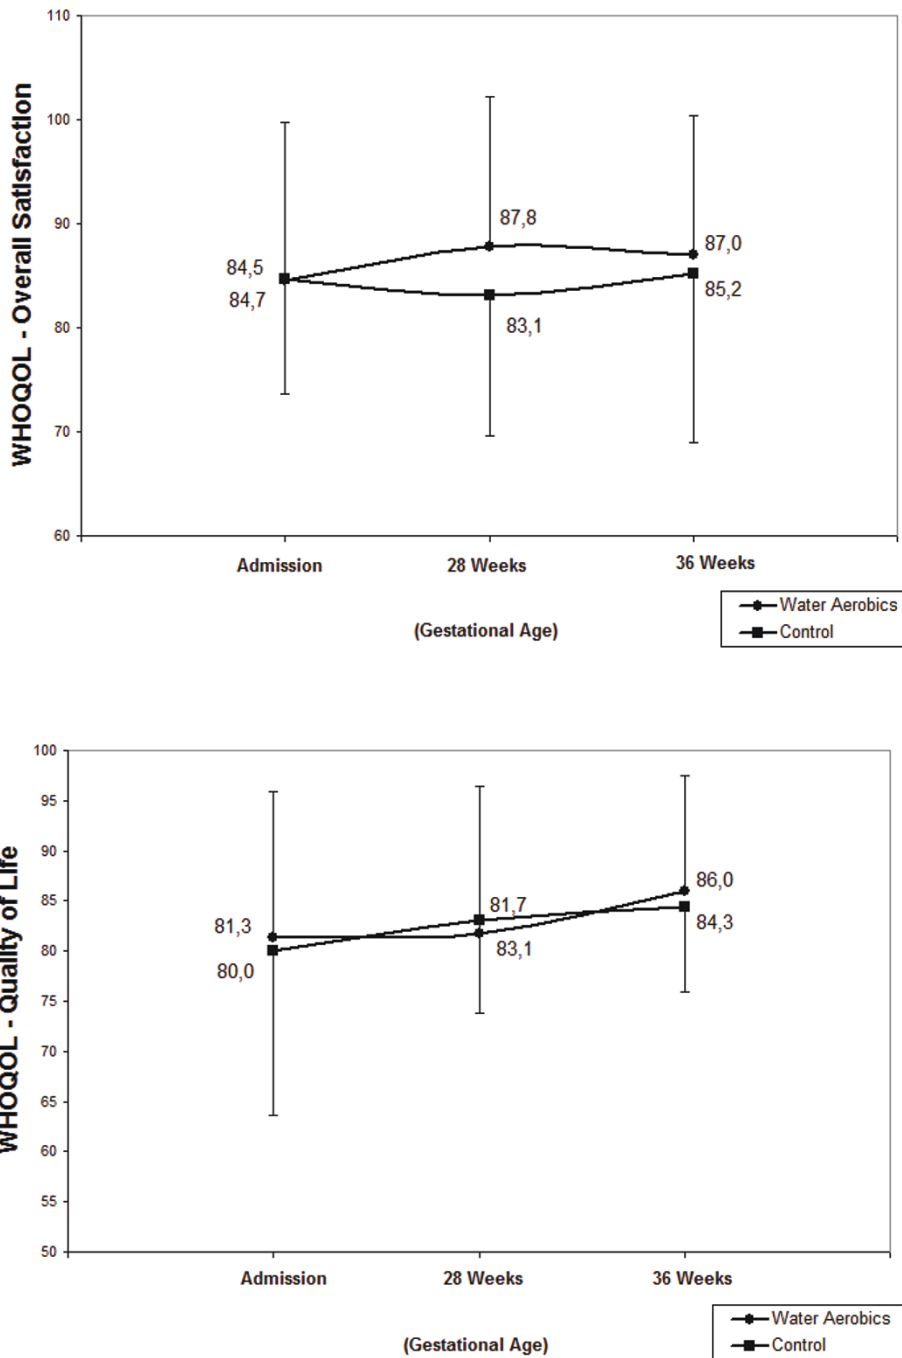 WHOQOL - Overall Satisfaction
110
100
90
80
70
60
84,5
84,7
87,8
83,1
87,0
85,2
Admission
28 Weeks
36 Weeks
(Gestational Age)
Water Aerobics
Control
WHOQOL - Quality of Life
100
95
90
85
80
75
70
65
60
55
50
81,3
80,0
81,7
83,1
86,0
84,3
Admission
28 Weeks
36 Weeks
(Gestational Age)
Water Aerobics
Control